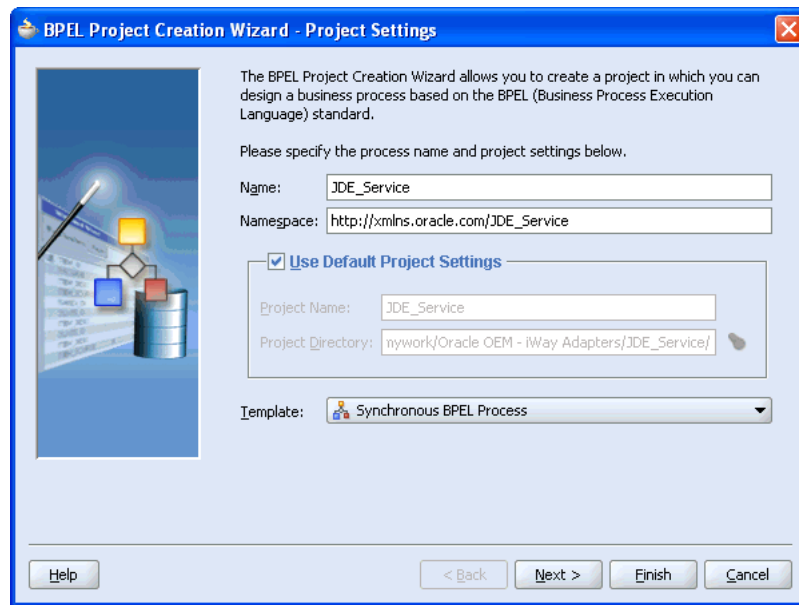 BPEL Project Creation Wizard - Project Settings
The BPEL Project Creation Wizard allows you to create a project in which you can
design a business process based on the BPEL (Business Process Execution
Language) standard.
Please specify the process name and project settings below.
Name: JDE_Service
Namespace: http://xmlns.oracle.com/JDE_Service
Use Default Project Settings
Project Name: JDE_Service
Project Directory: nywork/Oracle OEM - iWay Adapters/JDE_Service/
Template: Synchronous BPEL Process
Help < Back Next > Finish Cancel